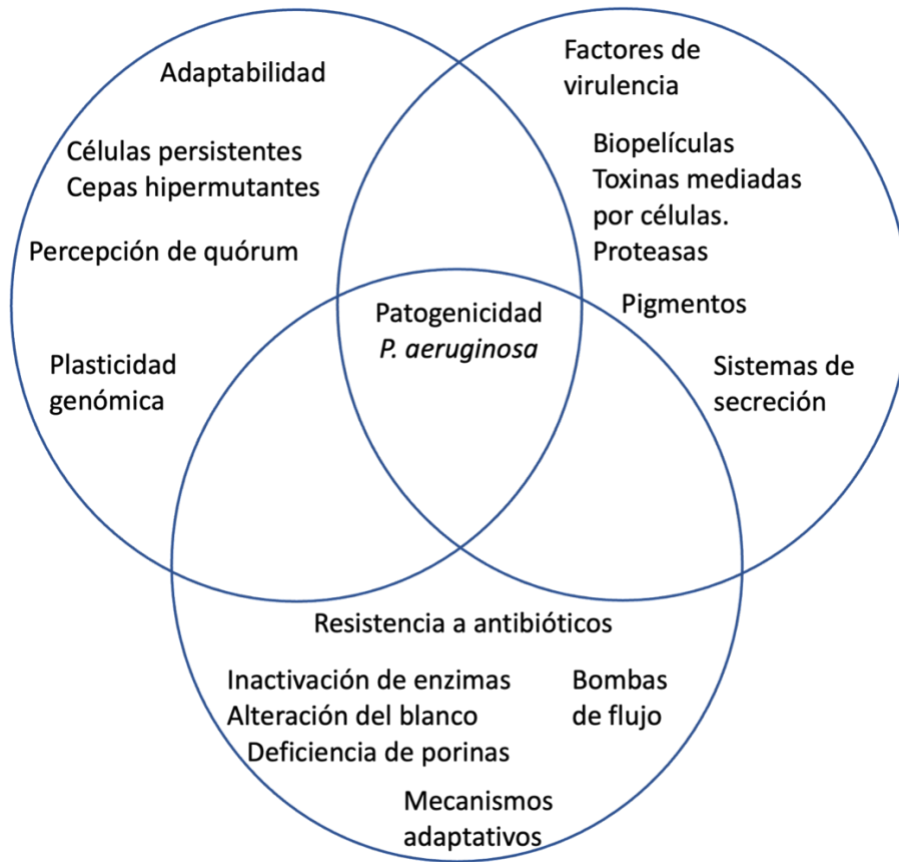 Adaptabilidad
Células persistentes
Cepas hipermutantes
Percepción de quórum
Plasticidad
genómica
Factores de
virulencia
Biopelículas
Toxinas mediadas
por células.
Proteasas
Pigmentos
Sistemas de
secreción
Patogenicidad
P. aeruginosa
Resistencia a antibióticos
Inactivación de enzimas
Alteración del blanco
Deficiencia de porinas
Bombas
de flujo
Mecanismos
adaptativos